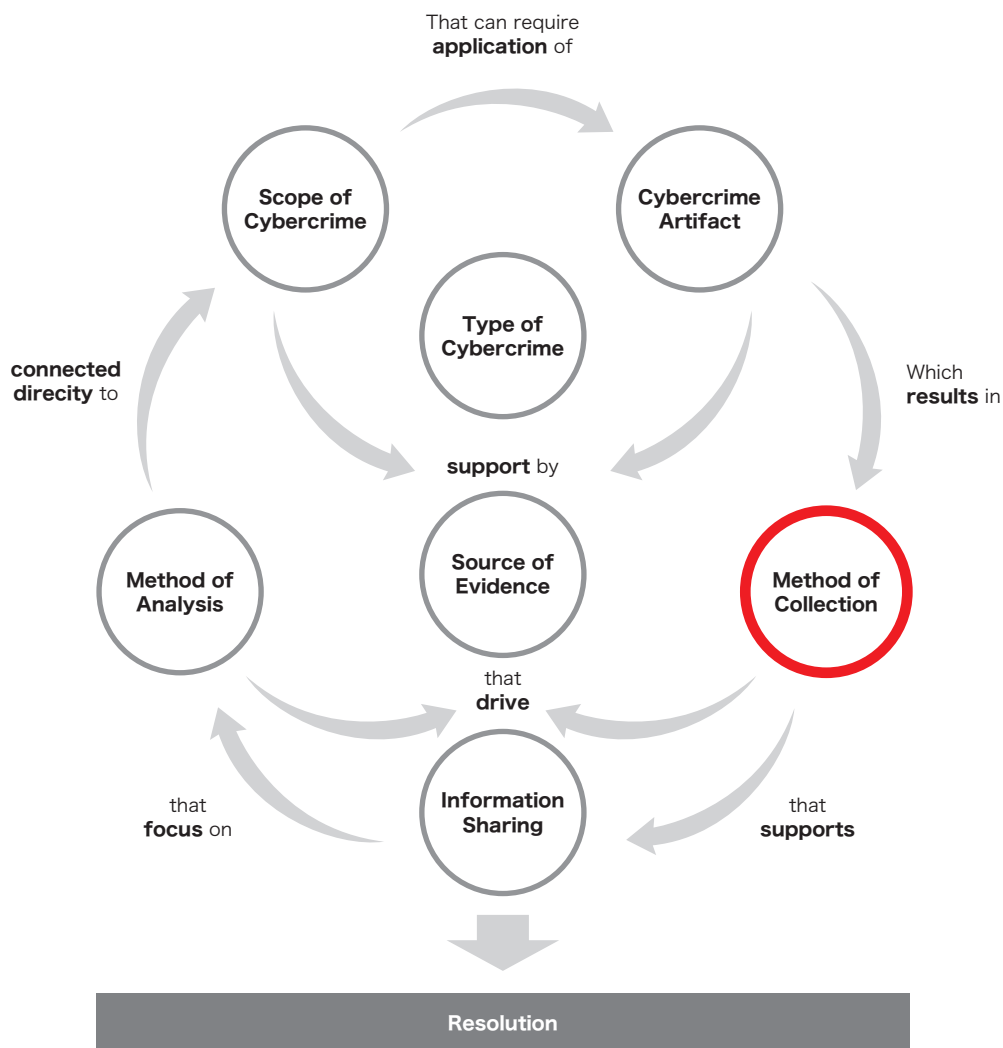 That can require
application of
Scope of
Cybercrime
Cybercrime
Artifact
Type of
Cybercrime
connected
direcity to
Which
results in
support by
Method of
Analysis
Source of
Evidence
Method of
Collection
that
drive
that
focus on
Information
Sharing
that
supports
Resolution